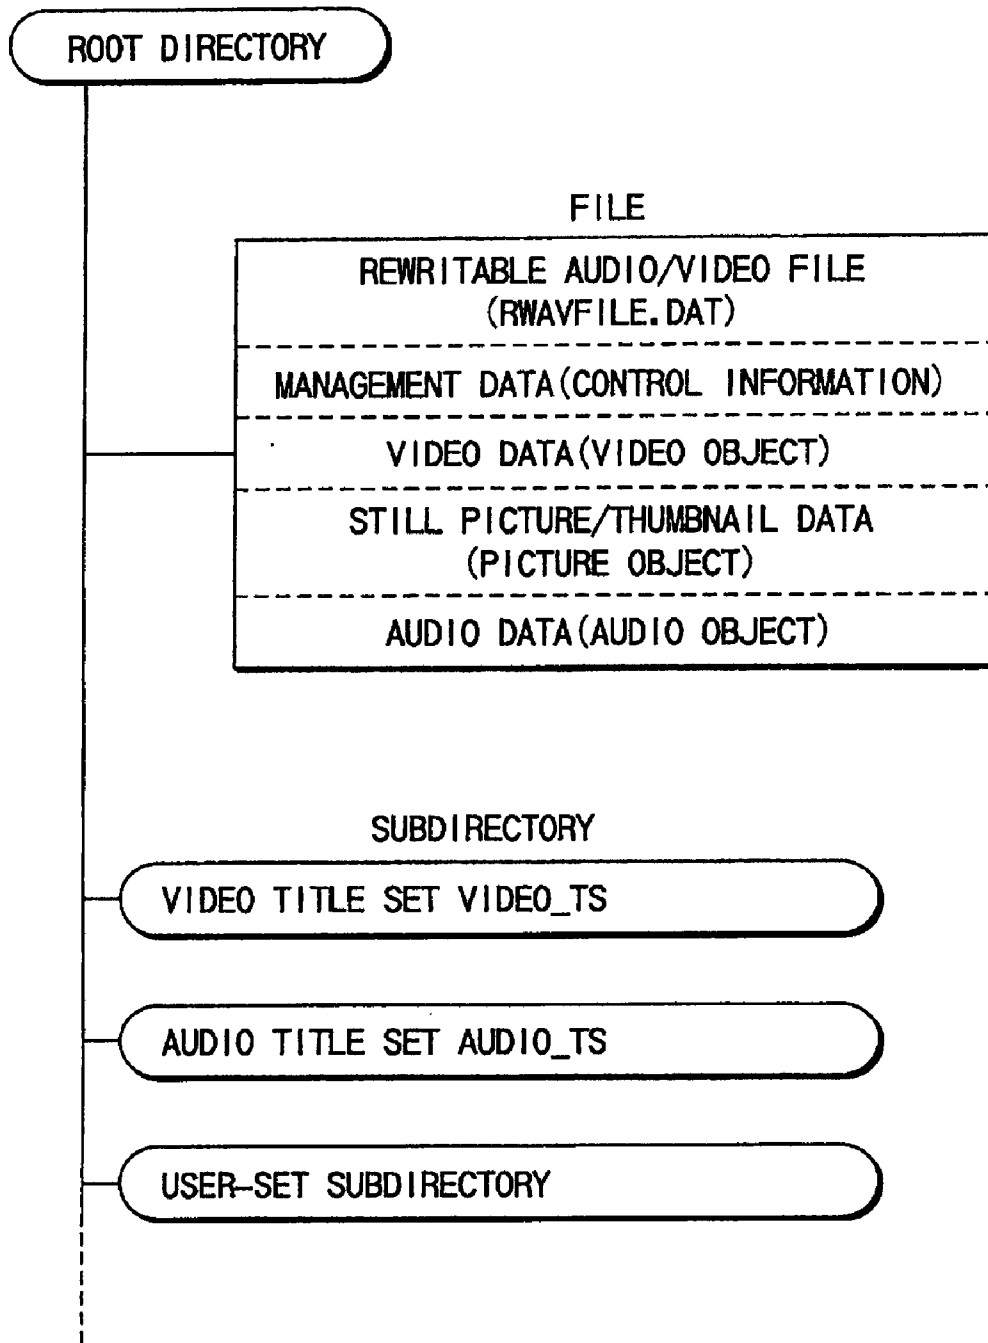 ROOT DIRECTORY
FILE
REWRITABLE AUDIO/VIDEO FILE
(RWAVFILE.DAT)
MANAGEMENT DATA(CONTROL INFORMATION)
VIDEO DATA(VIDEO OBJECT)
STILL PICTURE/THUMBNAIL DATA
(PICTURE OBJECT)
AUDIO DATA(AUDIO OBJECT)
SUBDIRECTORY
VIDEO TITLE SET VIDEO_TS
AUDIO TITLE SET AUDIO_TS
USER-SET SUBDIRECTORY